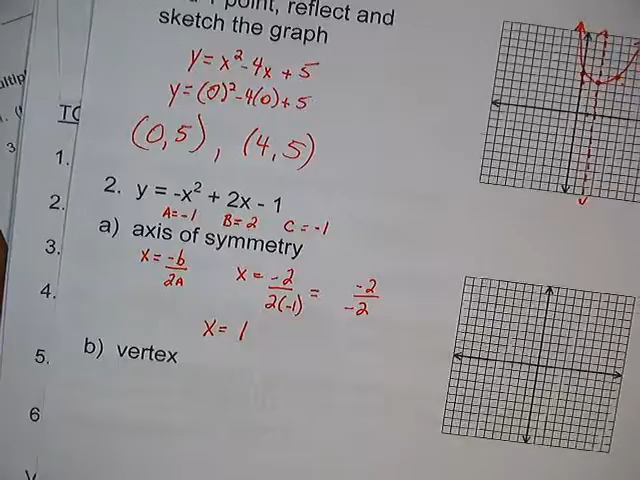 1 point, reflect and
sketch the graph
y = x² - 4x + 5
y = (0)² - 4(0) + 5
(0,5), (4,5)
2. y = -x² + 2x - 1
A = -1 B = 2 C = -1
a) axis of symmetry
x = -b/2A x = -2/2(-1) = -2/-2
x = 1
b) vertex
1.
2.
3.
4.
5.
6
3